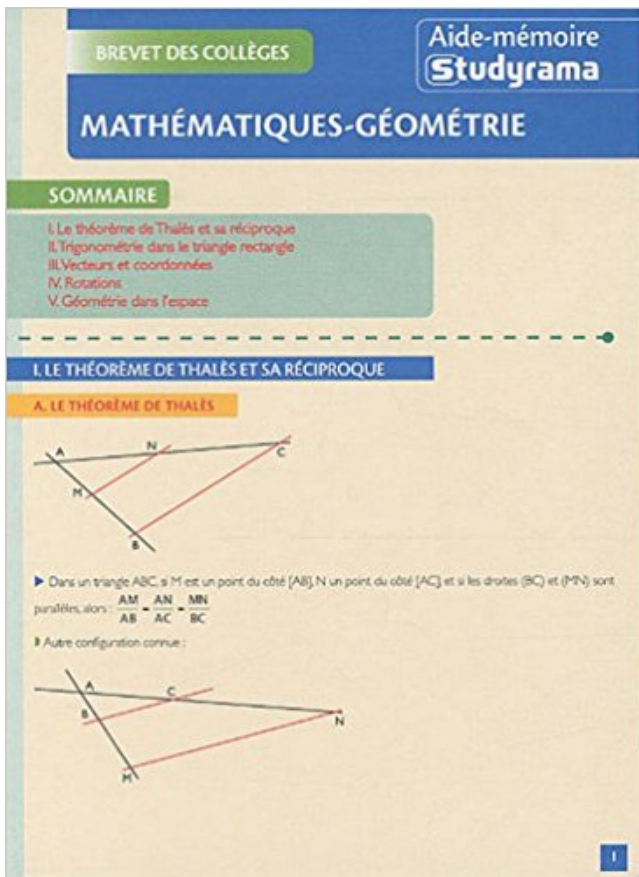 BREVET DES COLLÈGES
Aide-mémoire
Studyrama
MATHÉMATIQUES-GÉOMÉTRIE
SOMMAIRE
I. Le théorème de Thalès et sa réciproque
II. Trigonométrie dans le triangle rectangle
III. Vecteurs et coordonnées
IV. Rotations
V. Géométrie dans l'espace
I. LE THÉORÈME DE THALÈS ET SA RÉCIPROQUE
A. LE THÉORÈME DE THALÈS
A
N
C
M
B
Dans un triangle ABC, si M est un point du côté [AB], N un point du côté [AC] et si les droites (BC) et (MN) sont
parallèles, alors : AM/AB = AN/AC = MN/BC
Autre configuration connue :
A
C
B
N
M
1